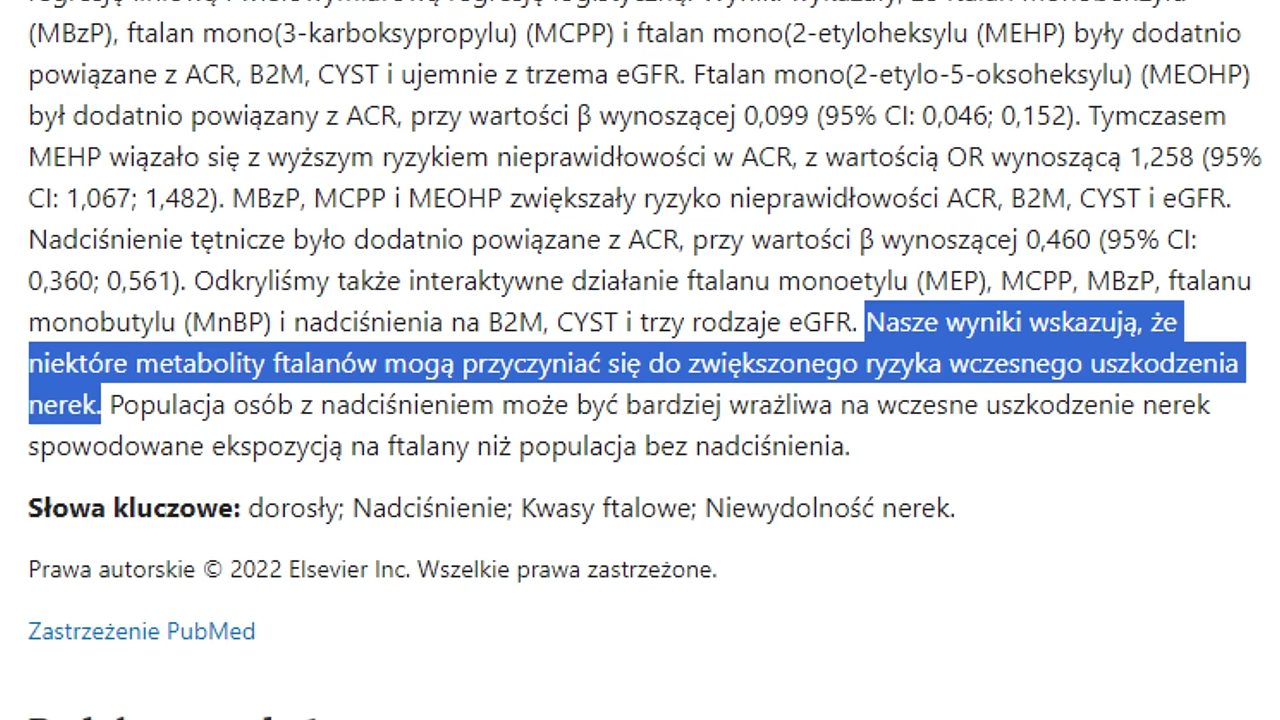 (MBzP), ftalan mono(3-karboksypropylu) (MCPP) i ftalan mono(2-etyloheksylu (MEHP) były dodatnio
powiązane z ACR, B2M, CYST i ujemnie z trzema eGFR. Ftalan mono(2-etylo-5-oksoheksylu) (MEOHP)
był dodatnio powiązany z ACR, przy wartości β wynoszącej 0,099 (95% CI: 0,046; 0,152). Tymczasem
MEHP wiązało się z wyższym ryzykiem nieprawidłowości w ACR, z wartością OR wynoszącą 1,258 (95%
CI: 1,067; 1,482). MBzP, MCPP i MEOHP zwiększały ryzyko nieprawidłowości ACR, B2M, CYST i eGFR.
Nadciśnienie tętnicze było dodatnio powiązane z ACR, przy wartości β wynoszącej 0,460 (95% CI:
0,360; 0,561). Odkryliśmy także interaktywne działanie ftalanu monoetylu (MEP), MCPP, MBzP, ftalanu
monobutylu (MnBP) i nadciśnienia na B2M, CYST i trzy rodzaje eGFR. Nasze wyniki wskazują, że
niektóre metabolity ftalanów mogą przyczyniać się do zwiększonego ryzyka wczesnego uszkodzenia
nerek. Populacja osób z nadciśnieniem może być bardziej wrażliwa na wczesne uszkodzenie nerek
spowodowane ekspozycją na ftalany niż populacja bez nadciśnienia.
Słowa kluczowe: dorosły; Nadciśnienie; Kwasy ftalowe; Niewydolność nerek.
Prawa autorskie © 2022 Elsevier Inc. Wszelkie prawa zastrzeżone.
Zastrzeżenie PubMed